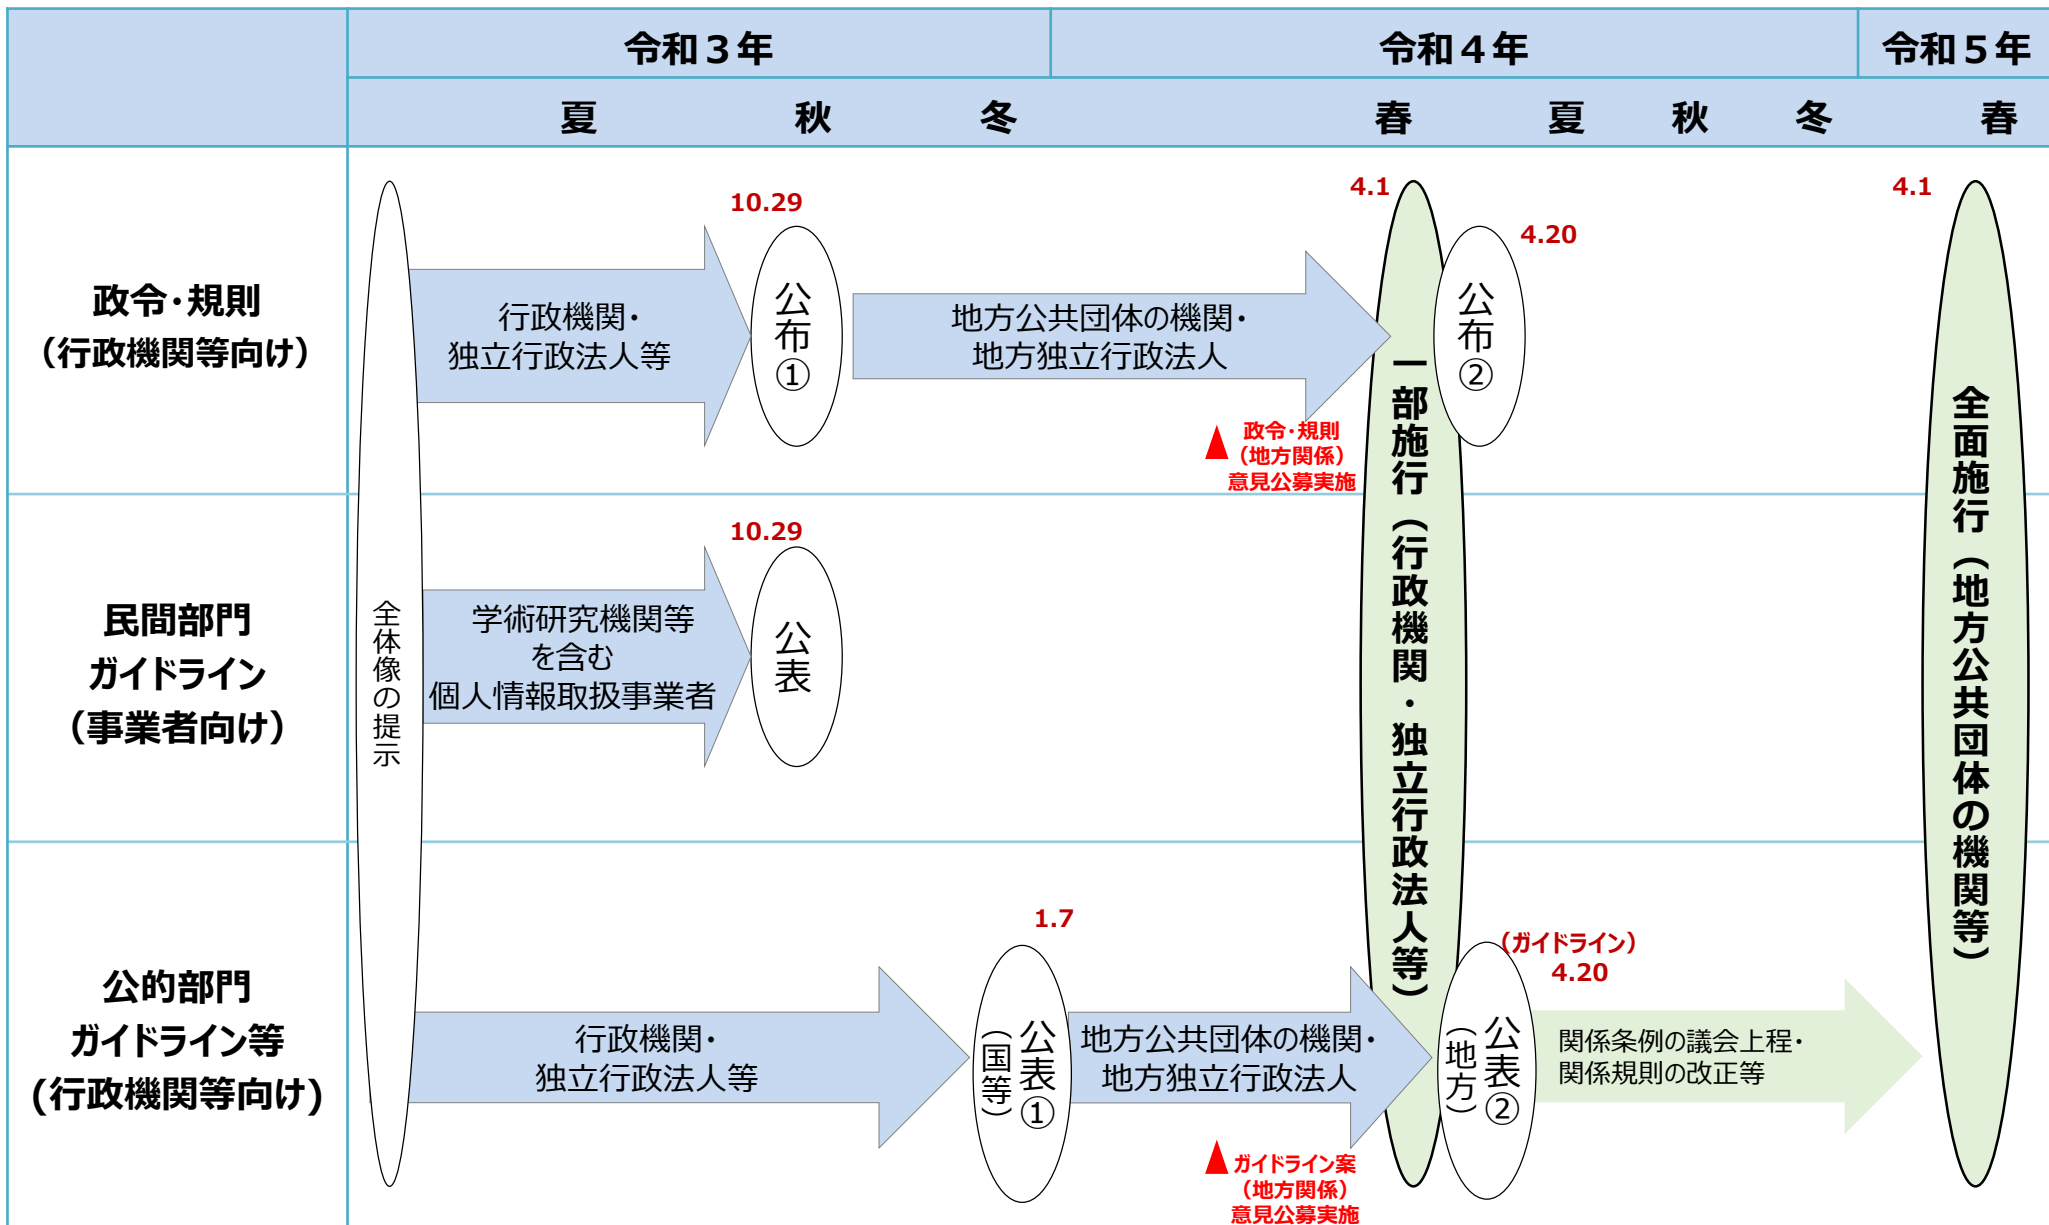 令和３年
令和４年
令和５年
夏
秋
冬
春
夏
秋
冬
春
政令・規則
（行政機関等向け）
全体像の提示
行政機関・
独立行政法人等
10.29
公布①
地方公共団体の機関・
地方独立行政法人
政令・規則
（地方関係）
意見公募実施
4.1
一部施行（行政機関・独立行政法人等）
4.20
公布②
4.1
全面施行（地方公共団体の機関等）
民間部門
ガイドライン
（事業者向け）
学術研究機関等
を含む
個人情報取扱事業者
10.29
公表
公的部門
ガイドライン等
(行政機関等向け)
行政機関・
独立行政法人等
1.7
公表①
（国等）
地方公共団体の機関・
地方独立行政法人
ガイドライン案
（地方関係）
意見公募実施
（ガイドライン）
4.20
公表②
（地方）
関係条例の議会上程・
関係規則の改正等